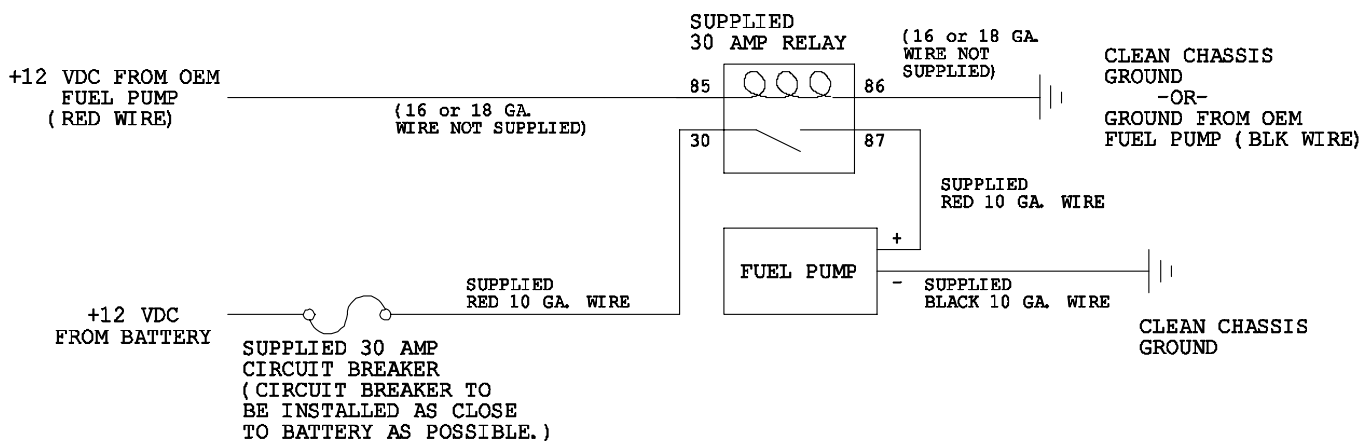 SUPPLIED
30 AMP RELAY
(16 or 18 GA.
WIRE NOT
SUPPLIED)
+12 VDC FROM OEM
FUEL PUMP
(RED WIRE)
(16 or 18 GA.
WIRE NOT SUPPLIED)
85
86
30
87
CLEAN CHASSIS
GROUND
-OR-
GROUND FROM OEM
FUEL PUMP (BLK WIRE)
SUPPLIED
RED 10 GA. WIRE
FUEL PUMP
+
-
SUPPLIED
BLACK 10 GA. WIRE
CLEAN CHASSIS
GROUND
SUPPLIED
RED 10 GA. WIRE
+12 VDC
FROM BATTERY
SUPPLIED 30 AMP
CIRCUIT BREAKER
(CIRCUIT BREAKER TO
BE INSTALLED AS CLOSE
TO BATTERY AS POSSIBLE.)